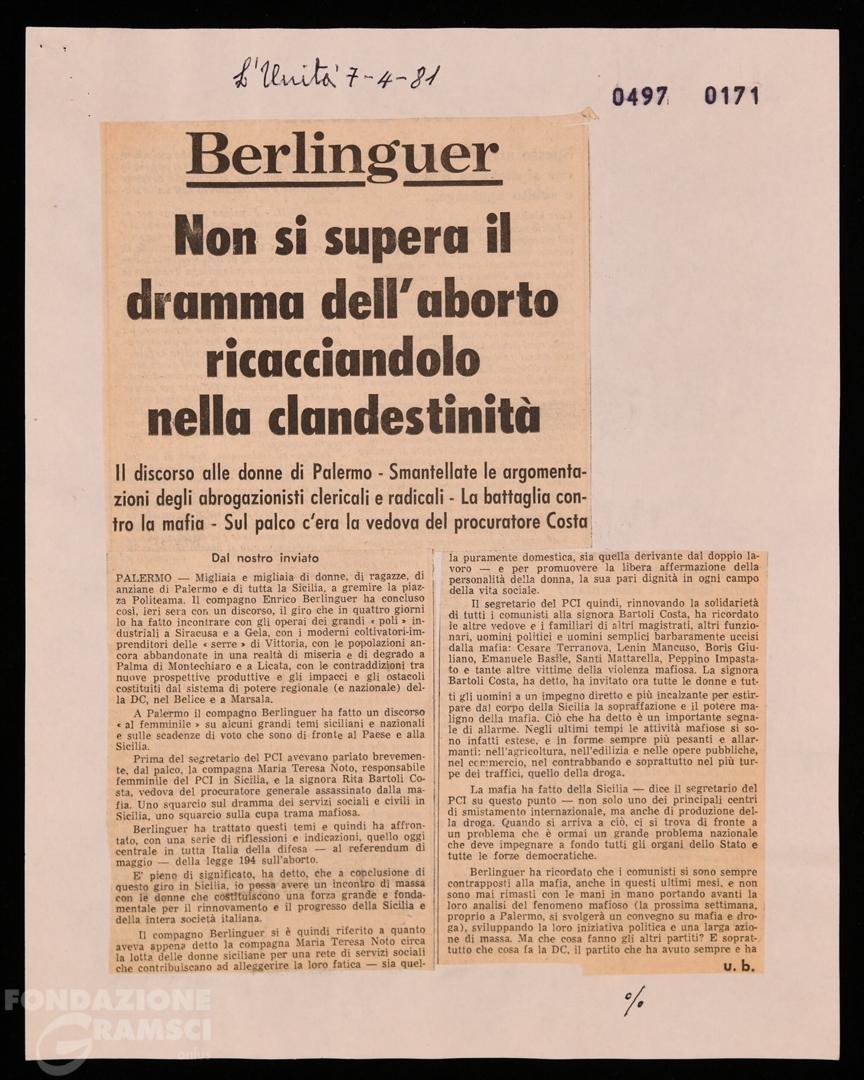 L'Unità 7-4-81
0497 0171
Berlinguer
Non si supera il
dramma dell'aborto
ricacciandolo
nella clandestinità
Il discorso alle donne di Palermo - Smantellate le argomenta-
zioni degli abrogazionisti clericali e radicali - La battaglia con-
tro la mafia - Sul palco c'era la vedova del procuratore Costa
Dal nostro inviato
PALERMO — Migliaia e migliaia di donne, di ragazze, di
anziane di Palermo e di tutta la Sicilia, a gremire la piaz-
za Politeama. Il compagno Enrico Berlinguer ha concluso
così, ieri sera con un discorso, il giro che in quattro giorni
lo ha fatto incontrare con gli operai dei grandi « poli » in-
dustriali a Siracusa e a Gela, con i moderni coltivatori-im-
prenditori delle « serre » di Vittoria, con le popolazioni an-
cora abbandonate in una realtà di miseria e di degrado a
Palma di Montechiaro e a Licata, con le contraddizioni tra
nuove prospettive produttive e gli impacci e gli ostacoli
costituiti dal sistema di potere regionale (e nazionale) del-
la DC, nel Belice e a Marsala.
A Palermo il compagno Berlinguer ha fatto un discorso
« al femminile » su alcuni grandi temi siciliani e nazionali
e sulle scadenze di voto che sono di fronte al Paese e alla
Sicilia.
Prima del segretario del PCI avevano parlato brevemen-
te, dal palco, la compagna Maria Teresa Noto, responsabile
femminile del PCI in Sicilia, e la signora Rita Bartoli Co-
sta, vedova del procuratore generale assassinato dalla ma-
fia. Uno squarcio sul dramma dei servizi sociali e civili in
Sicilia, uno squarcio sulla cupa trama mafiosa.
Berlinguer ha trattato questi temi e quindi ha affron-
tato, con una serie di riflessioni e indicazioni, quello oggi
centrale in tutta Italia della difesa — al referendum di
maggio — della legge 194 sull'aborto.
E' pieno di significato, ha detto, che a conclusione di
questo giro in Sicilia, io possa avere un incontro di massa
con le donne che costituiscono una forza grande e fonda-
mentale per il rinnovamento e il progresso della Sicilia e
della intera società italiana.
Il compagno Berlinguer si è quindi riferito a quanto
aveva appena detto la compagna Maria Teresa Noto circa
la lotta delle donne siciliane per una rete di servizi sociali
che contribuiscano ad alleggerire la loro fatica — sia quel-
la puramente domestica, sia quella derivante dal doppio la-
voro — e per promuovere la libera affermazione della
personalità della donna, la sua pari dignità in ogni campo
della vita sociale.
Il segretario del PCI quindi, rinnovando la solidarietà
di tutti i comunisti alla signora Bartoli Costa, ha ricordato
le altre vedove e i familiari di altri magistrati, altri funzio-
nari, uomini politici e uomini semplici barbaramente uccisi
dalla mafia: Cesare Terranova, Lenin Mancuso, Boris Giu-
liano, Emanuele Basile, Santi Mattarella, Peppino Impasta-
to e tante altre vittime della violenza mafiosa. La signora
Bartoli Costa, ha detto, ha invitato ora tutte le donne e tut-
ti gli uomini a un impegno diretto e più incalzante per estir-
pare dal corpo della Sicilia la sopraffazione e il potere ma-
ligno della mafia. Ciò che ha detto è un importante segna-
le di allarme. Negli ultimi tempi le attività mafiose si so-
no infatti estese, e in forme sempre più pesanti e allar-
manti: nell'agricoltura, nell'edilizia e nelle opere pubbliche,
nel commercio, nel contrabbando e soprattutto nel più tur-
pe dei traffici, quello della droga.
La mafia ha fatto della Sicilia — dice il segretario del
PCI su questo punto — non solo uno dei principali centri
di smistamento internazionale, ma anche di produzione del-
la droga. Quando si arriva a ciò, ci si trova di fronte a
un problema che è ormai un grande problema nazionale
che deve impegnare a fondo tutti gli organi dello Stato e
tutte le forze democratiche.
Berlinguer ha ricordato che i comunisti si sono sempre
contrapposti alla mafia, anche in questi ultimi mesi, e non
sono mai rimasti con le mani in mano portando avanti la
loro analisi del fenomeno mafioso (la prossima settimana,
proprio a Palermo, si svolgerà un convegno su mafia e dro-
ga), sviluppando la loro iniziativa politica e una larga azio-
ne di massa. Ma che cosa fanno gli altri partiti? E soprat-
tutto che cosa fa la DC, il partito che ha avuto sempre e ha
u. b.
%
FONDAZIONE
GRAMSCI
onlus